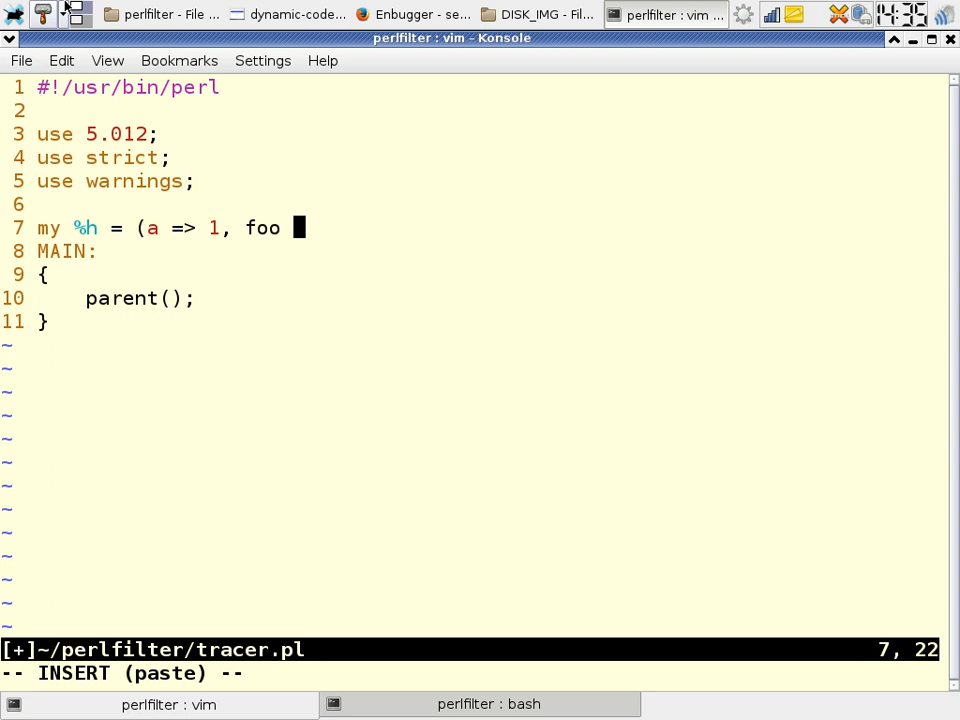 perlfilter - File ...
dynamic-code...
Enbugger - se...
DISK_IMG - Fil...
perlfilter : vim ...
14:35
perlfilter : vim - Konsole
File Edit View Bookmarks Settings Help
1 #!/usr/bin/perl
2
3 use 5.012;
4 use strict;
5 use warnings;
6
7 my %h = (a => 1, foo
8 MAIN:
9 {
10     parent();
11 }
~
~
~
~
~
~
~
~
~
~
~
~
~
[+]~/perlfilter/tracer.pl 7, 22
-- INSERT (paste) --
perlfilter : vim
perlfilter : bash